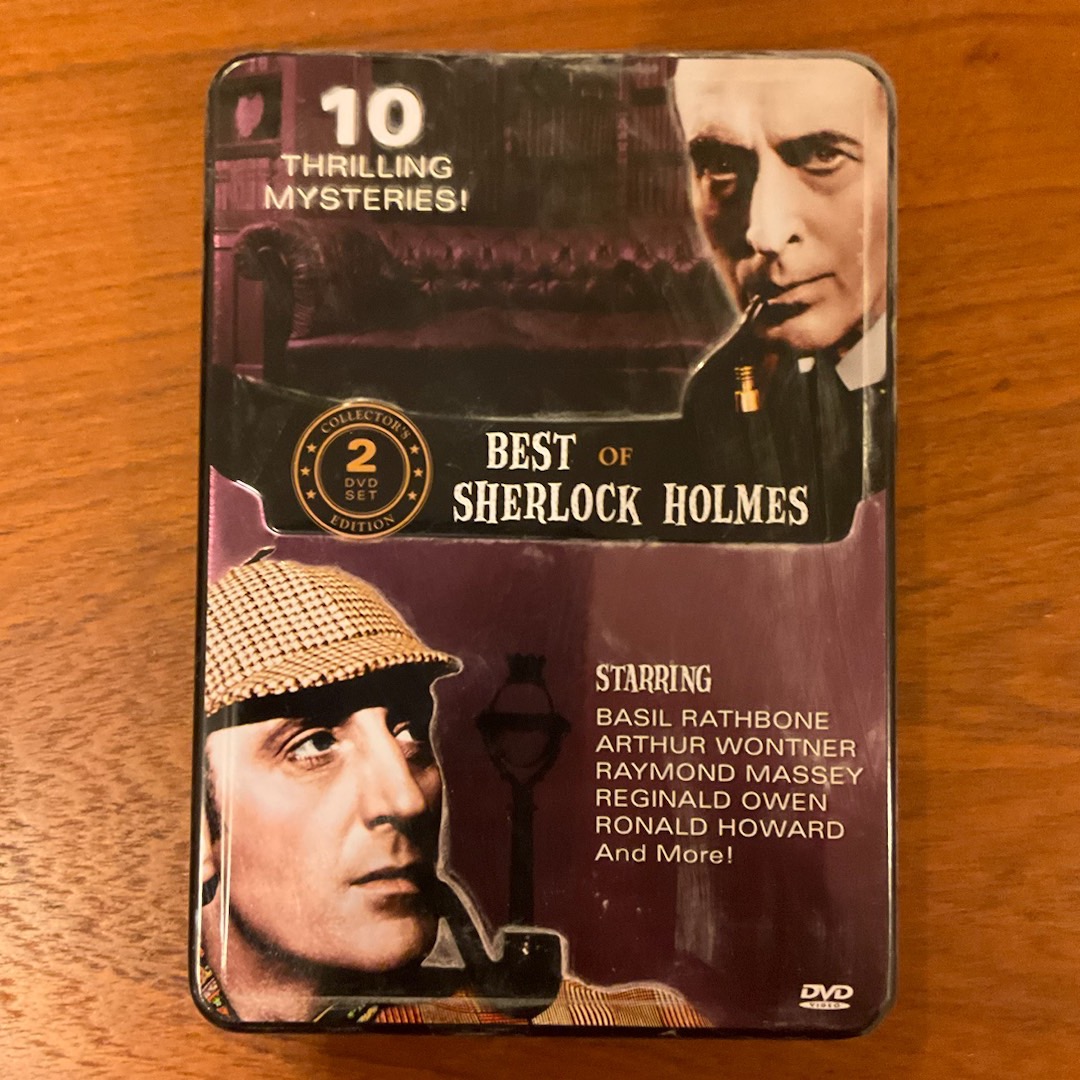 10
THRILLING
MYSTERIES!
COLLECTOR'S
2
DVD
SET
EDITION
BEST OF
SHERLOCK HOLMES
STARRING
BASIL RATHBONE
ARTHUR WONTNER
RAYMOND MASSEY
REGINALD OWEN
RONALD HOWARD
And More!
DVD
VIDEO